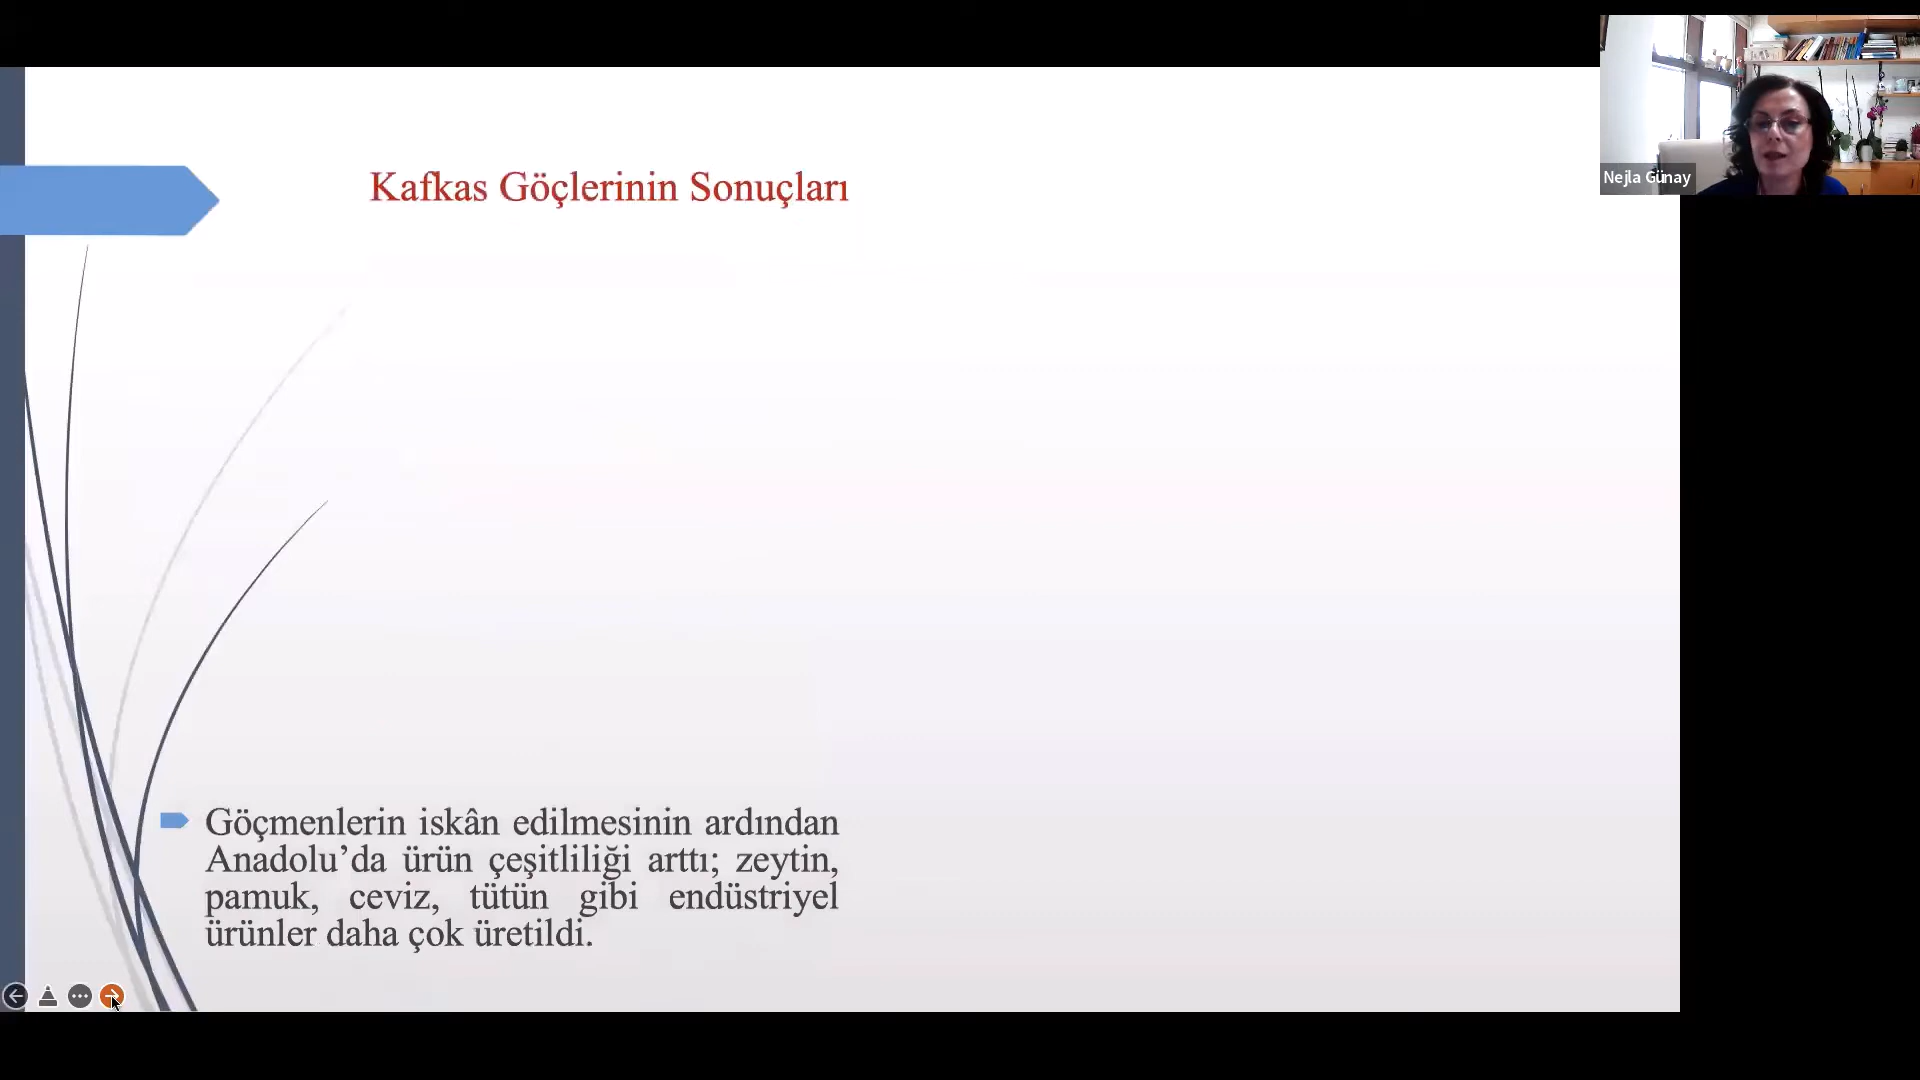 Nejla Günay
Kafkas Göçlerinin Sonuçları
Göçmenlerin iskân edilmesinin ardından
Anadolu’da ürün çeşitliliği arttı; zeytin,
pamuk, ceviz, tütün gibi endüstriyel
ürünler daha çok üretildi.